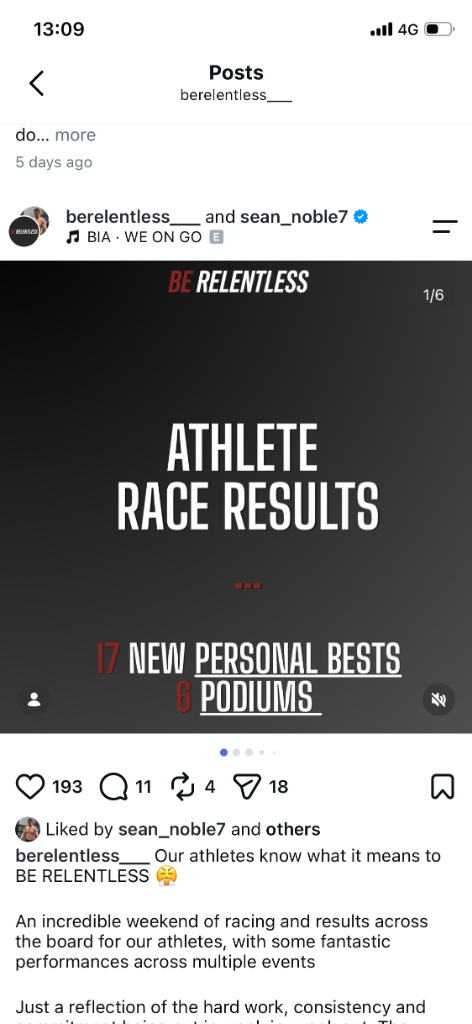 13:09
4G
Posts
berelentless___
do... more
5 days ago
berelentless___ and sean_noble7
BIA · WE ON GO E
BE RELENTLESS
1/6
ATHLETE
RACE RESULTS
...
17 NEW PERSONAL BESTS
6 PODIUMS
193 11 4 18
Liked by sean_noble7 and others
berelentless___ Our athletes know what it means to
BE RELENTLESS 😤
An incredible weekend of racing and results across
the board for our athletes, with some fantastic
performances across multiple events
Just a reflection of the hard work, consistency and